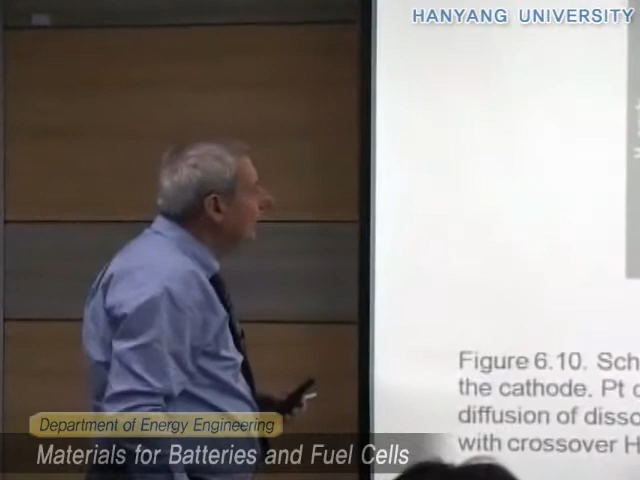 HANYANG UNIVERSITY
Figure 6.10. Sch
the cathode. Pt
diffusion of disso
with crossover H
Department of Energy Engineering
Materials for Batteries and Fuel Cells